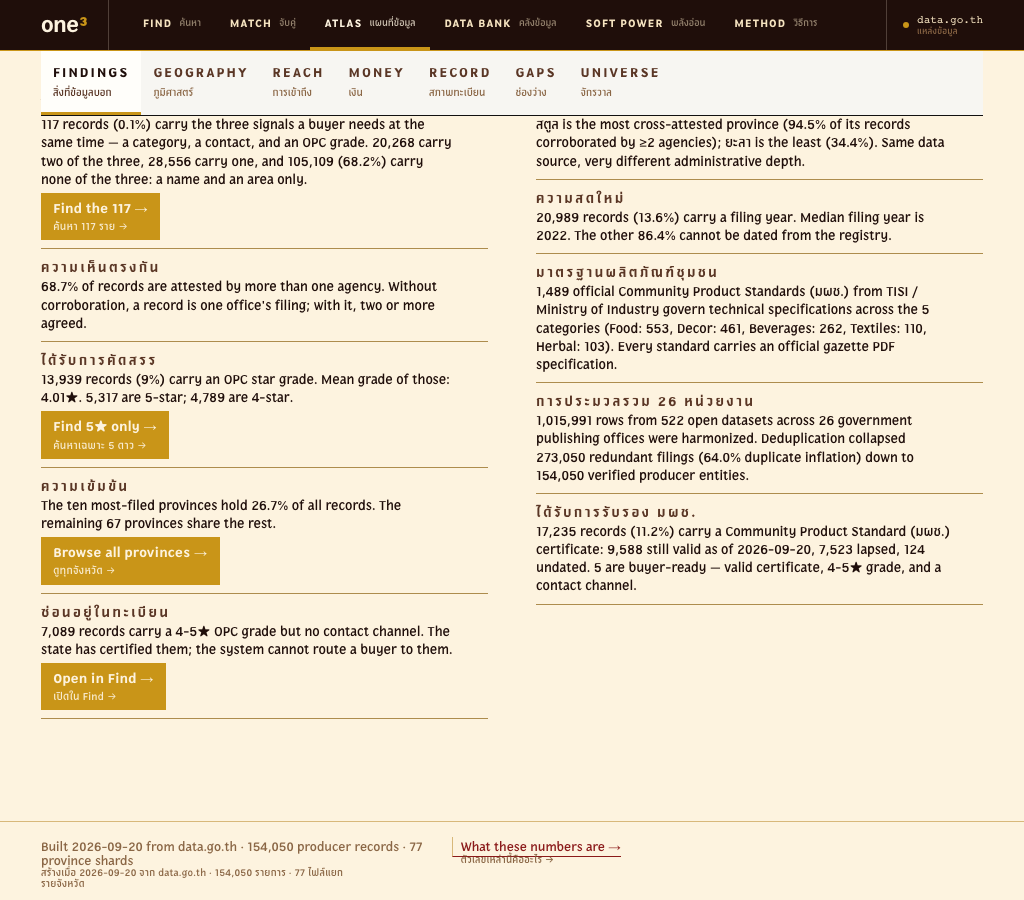 one³
FIND ค้นหา
MATCH จับคู่
ATLAS แผนที่ข้อมูล
DATA BANK คลังข้อมูล
SOFT POWER พลังอ่อน
METHOD วิธีการ
data.go.th
แหล่งข้อมูล
FINDINGS
สิ่งที่ข้อมูลบอก
GEOGRAPHY
ภูมิศาสตร์
REACH
การเข้าถึง
MONEY
เงิน
RECORD
สภาพทะเบียน
GAPS
ช่องว่าง
UNIVERSE
จักรวาล
117 records (0.1%) carry the three signals a buyer needs at the
same time — a category, a contact, and an OPC grade. 20,268 carry
two of the three, 28,556 carry one, and 105,109 (68.2%) carry
none of the three: a name and an area only.
Find the 117 →
ค้นหา 117 ราย →
ความเห็นตรงกัน
68.7% of records are attested by more than one agency. Without
corroboration, a record is one office's filing; with it, two or more
agreed.
ได้รับการคัดสรร
13,939 records (9%) carry an OPC star grade. Mean grade of those:
4.01★. 5,317 are 5-star; 4,789 are 4-star.
Find 5★ only →
ค้นหาเฉพาะ 5 ดาว →
ความเข้มข้น
The ten most-filed provinces hold 26.7% of all records. The
remaining 67 provinces share the rest.
Browse all provinces →
ดูทุกจังหวัด →
ซ่อนอยู่ในทะเบียน
7,089 records carry a 4-5★ OPC grade but no contact channel. The
state has certified them; the system cannot route a buyer to them.
Open in Find →
เปิดใน Find →
สตูล is the most cross-attested province (94.5% of its records
corroborated by ≥2 agencies); ยะลา is the least (34.4%). Same data
source, very different administrative depth.
ความสดใหม่
20,989 records (13.6%) carry a filing year. Median filing year is
2022. The other 86.4% cannot be dated from the registry.
มาตรฐานผลิตภัณฑ์ชุมชน
1,489 official Community Product Standards (มผช.) from TISI /
Ministry of Industry govern technical specifications across the 5
categories (Food: 553, Decor: 461, Beverages: 262, Textiles: 110,
Herbal: 103). Every standard carries an official gazette PDF
specification.
การประมวลรวม 26 หน่วยงาน
1,015,991 rows from 522 open datasets across 26 government
publishing offices were harmonized. Deduplication collapsed
273,050 redundant filings (64.0% duplicate inflation) down to
154,050 verified producer entities.
ได้รับการรับรอง มผช.
17,235 records (11.2%) carry a Community Product Standard (มผช.)
certificate: 9,588 still valid as of 2026-09-20, 7,523 lapsed, 124
undated. 5 are buyer-ready — valid certificate, 4-5★ grade, and a
contact channel.
Built 2026-09-20 from data.go.th · 154,050 producer records · 77
province shards
สร้างเมื่อ 2026-09-20 จาก data.go.th · 154,050 รายการ · 77 ไฟล์แยก
รายจังหวัด
What these numbers are →
ตัวเลขเหล่านี้คืออะไร →